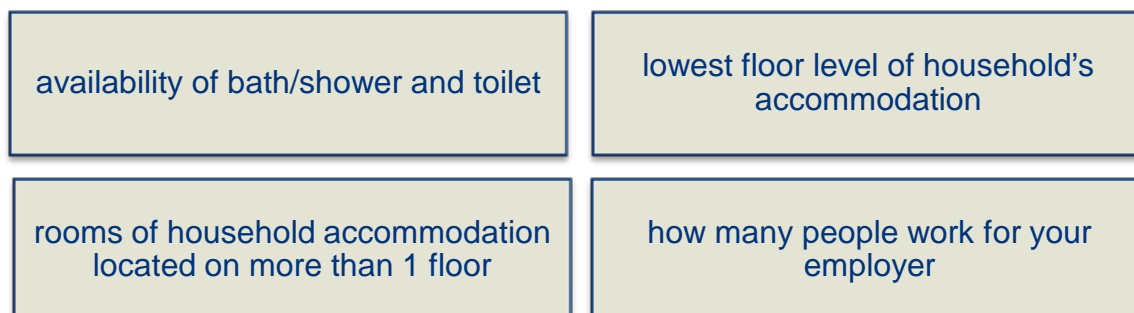 availability of bath/shower and toilet
lowest floor level of household’s
accommodation
rooms of household accommodation
located on more than 1 floor
how many people work for your
employer